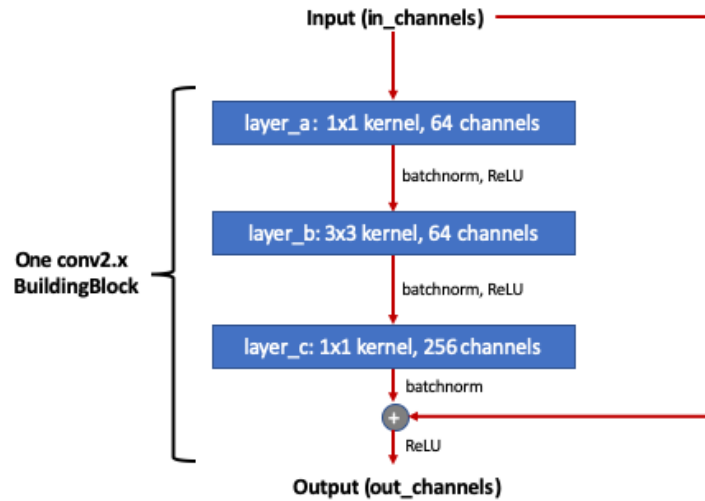 Input (in_channels)
layer_a: 1x1 kernel, 64 channels
batchnorm, ReLU
layer_b: 3x3 kernel, 64 channels
batchnorm, ReLU
One conv2.x
BuildingBlock
layer_c: 1x1 kernel, 256 channels
batchnorm
+
ReLU
Output (out_channels)